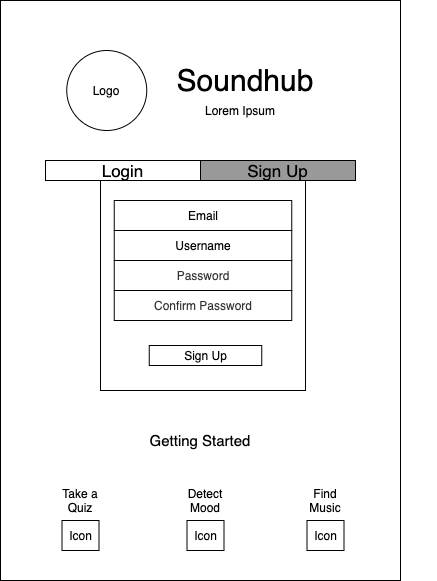 Logo
Soundhub
Lorem Ipsum
Login
Sign Up
Email
Username
Password
Confirm Password
Sign Up
Getting Started
Take a
Quiz
Icon
Detect
Mood
Icon
Find
Music
Icon